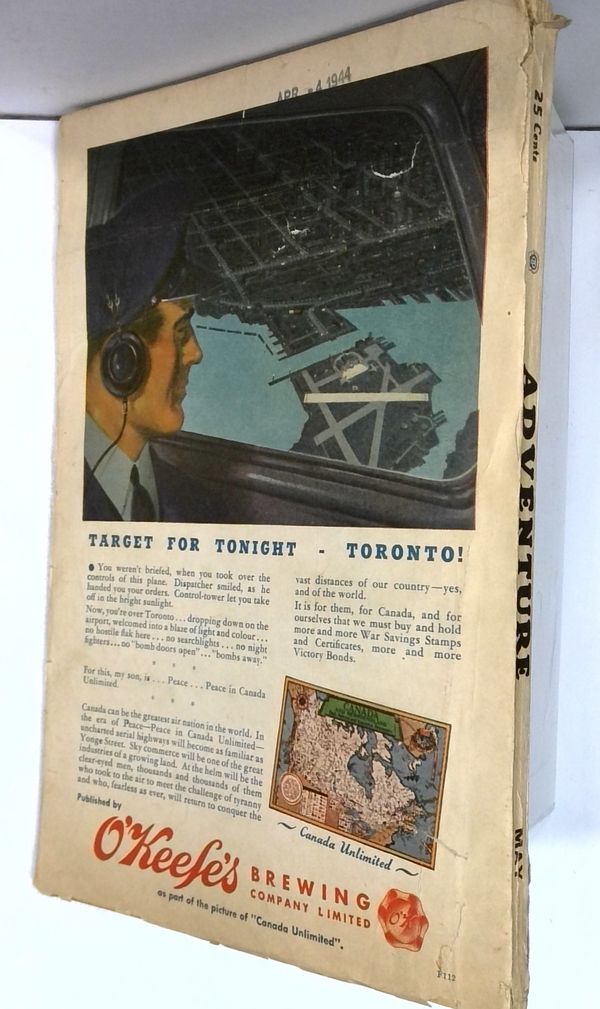 APR - 4 1944
TARGET FOR TONIGHT - TORONTO!
● You weren't briefed, when you took over the
controls of this plane. Dispatcher smiled, as he
handed you your orders. Control-tower let you take
off in the bright sunlight.
Now, you're over Toronto . . . dropping down on the
airport, welcomed into a blaze of light and colour . . .
no hostile flak here . . . no searchlights . . . no night
fighters . . . no "bomb doors open" . . . "bombs away."
* * *
For this, my son, is . . . Peace . . . Peace in Canada
Unlimited.
* * *
Canada can be the greatest air nation in the world. In
the era of Peace—Peace in Canada Unlimited—
uncharted aerial highways will become as familiar as
Yonge Street. Sky commerce will be one of the great
industries of a growing land. At the helm will be the
clear-eyed men, thousands and thousands of them
who took to the air to meet the challenge of tyranny
and who, fearless as ever, will return to conquer the
vast distances of our country—yes,
and of the world.
It is for them, for Canada, and for
ourselves that we must buy and hold
more and more War Savings Stamps
and Certificates, more and more
Victory Bonds.
CANADA
~ Canada Unlimited ~
Published by
O'Keefe's
BREWING
COMPANY LIMITED
O'K
as part of the picture of "Canada Unlimited".
F112
25 Cents
ADVENTURE
MAY